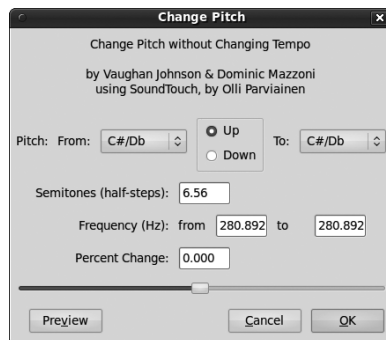 Change Pitch
Change Pitch without Changing Tempo
by Vaughan Johnson & Dominic Mazzoni
using SoundTouch, by Olli Parviainen
Up
Pitch: From: C#/Db To: C#/Db
Down
Semitones (half-steps): 6.56
Frequency (Hz): from 280.892 to 280.892
Percent Change: 0.000
Preview Cancel OK